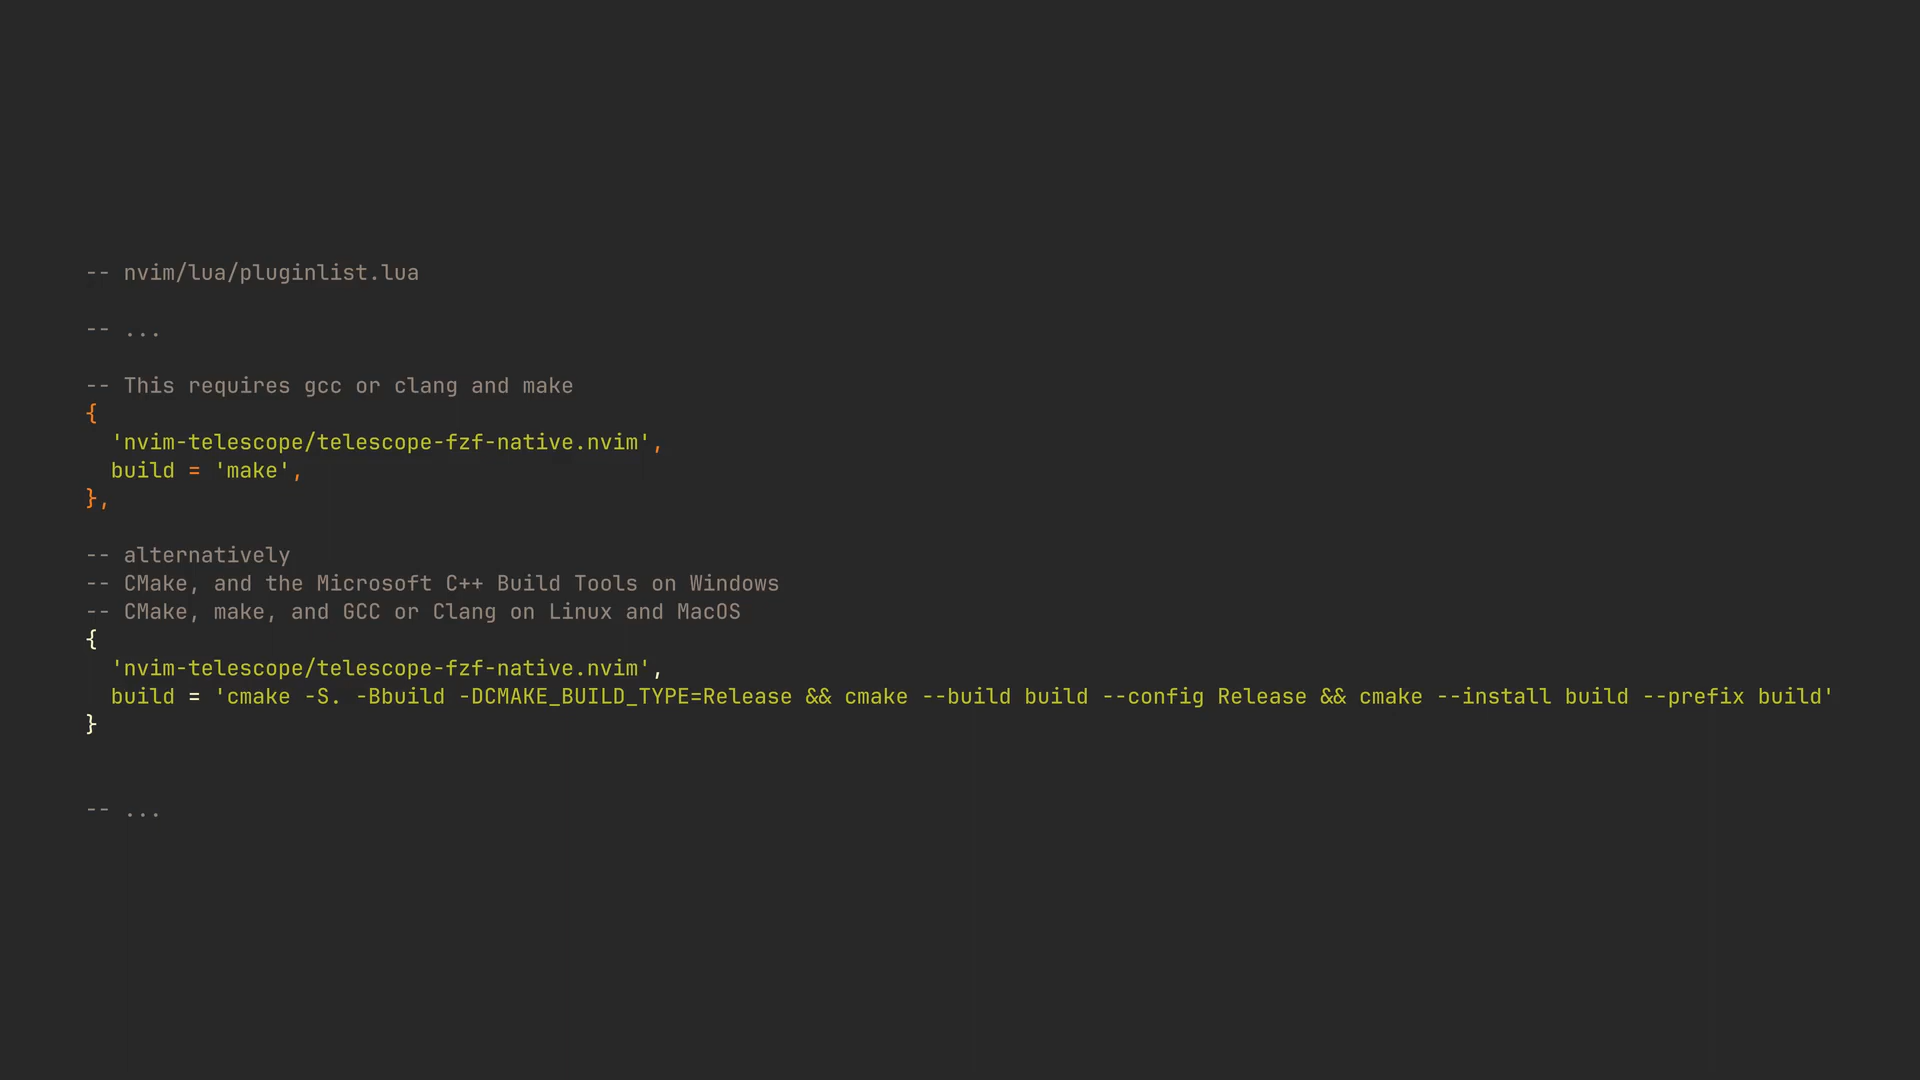 -- nvim/lua/pluginlist.lua
-- ...
-- This requires gcc or clang and make
{
  'nvim-telescope/telescope-fzf-native.nvim',
  build = 'make',
},
-- alternatively
-- CMake, and the Microsoft C++ Build Tools on Windows
-- CMake, make, and GCC or Clang on Linux and MacOS
{
  'nvim-telescope/telescope-fzf-native.nvim',
  build = 'cmake -S. -Bbuild -DCMAKE_BUILD_TYPE=Release && cmake --build build --config Release && cmake --install build --prefix build'
}
-- ...